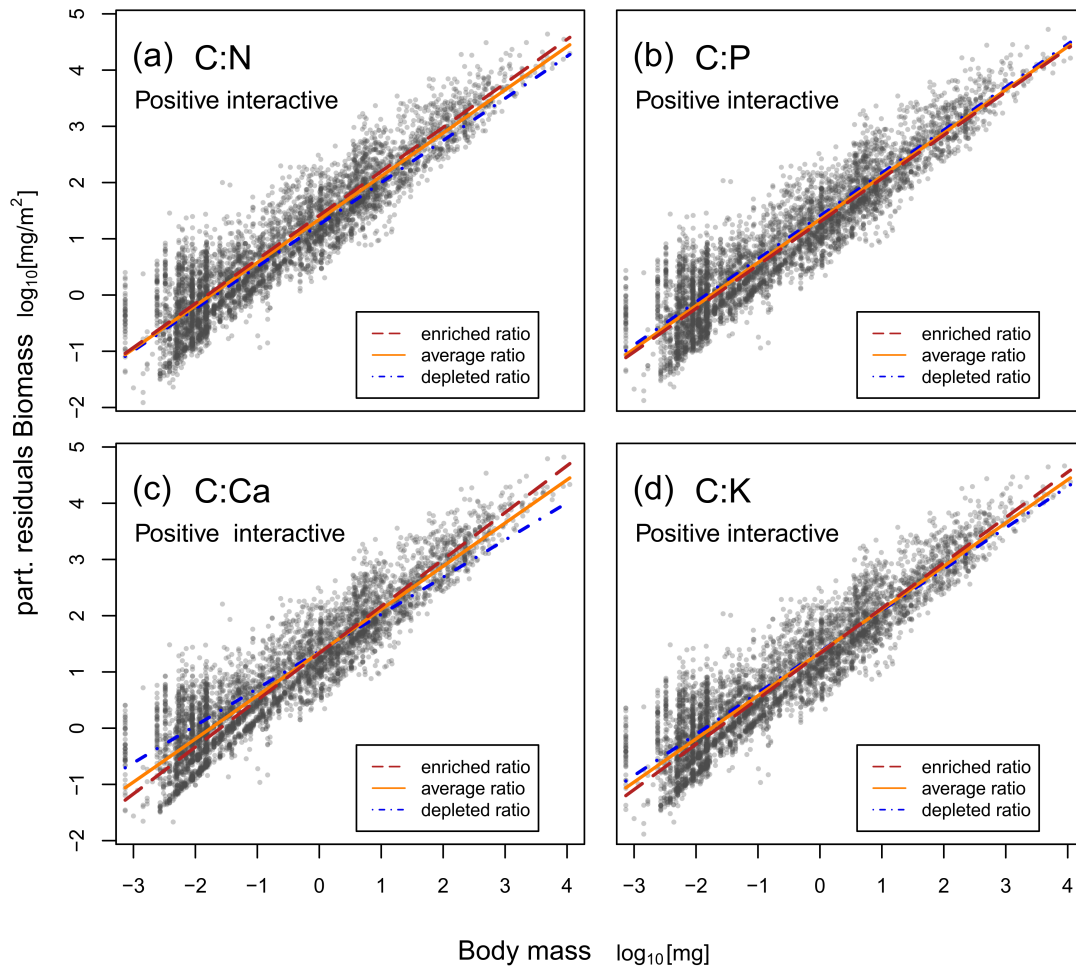 (a) C:N
Positive interactive
(b) C:P
Positive interactive
5
4
3
2
1
0
−1
−2
enriched ratio
average ratio
depleted ratio
enriched ratio
average ratio
depleted ratio
part. residuals Biomass log10[mg/m2]
(c) C:Ca
Positive interactive
(d) C:K
Positive interactive
5
4
3
2
1
0
−1
−2
enriched ratio
average ratio
depleted ratio
enriched ratio
average ratio
depleted ratio
−3 −2 −1 0 1 2 3 4
−3 −2 −1 0 1 2 3 4
Body mass log10[mg]